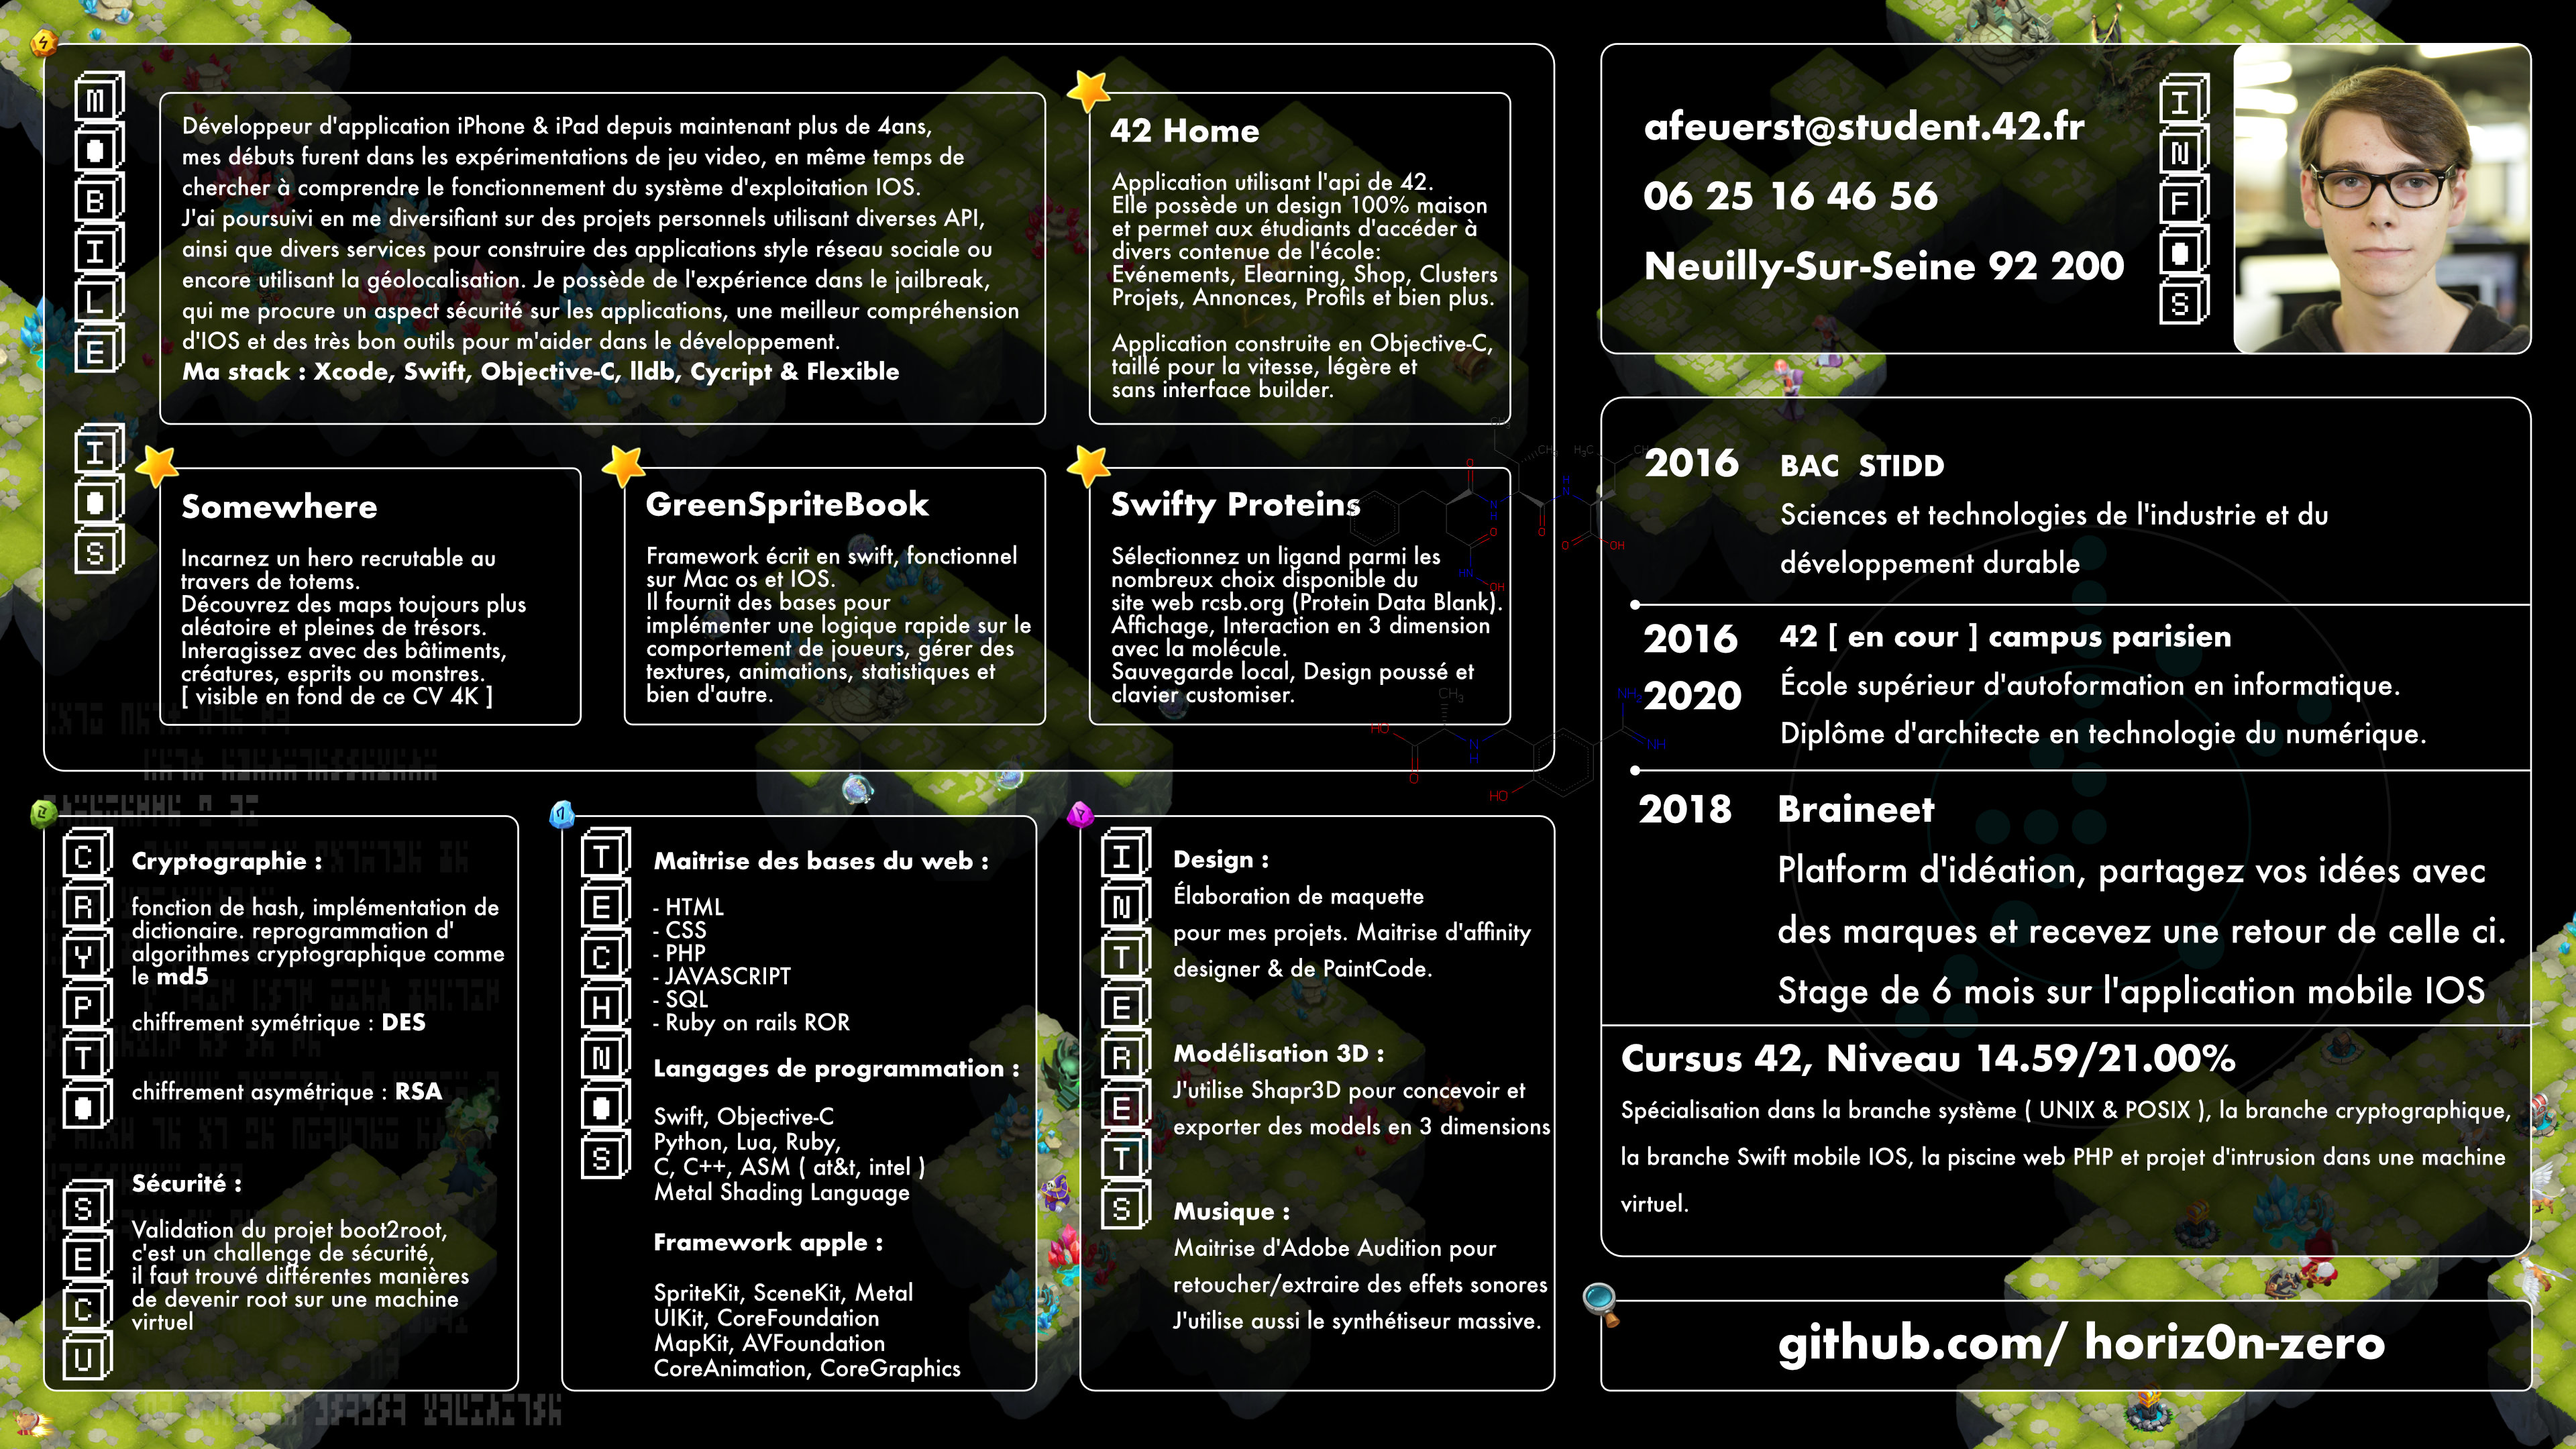 MOBILE
IOS
Développeur d'application iPhone & iPad depuis maintenant plus de 4ans,
mes débuts furent dans les expérimentations de jeu video, en même temps de
chercher à comprendre le fonctionnement du système d'exploitation IOS.
J'ai poursuivi en me diversifiant sur des projets personnels utilisant diverses API,
ainsi que divers services pour construire des applications style réseau sociale ou
encore utilisant la géolocalisation. Je possède de l'expérience dans le jailbreak,
qui me procure un aspect sécurité sur les applications, une meilleur compréhension
d'IOS et des très bon outils pour m'aider dans le développement.
Ma stack : Xcode, Swift, Objective-C, lldb, Cycript & Flexible
42 Home
Application utilisant l'api de 42.
Elle possède un design 100% maison
et permet aux étudiants d'accéder à
divers contenue de l'école:
Evénements, Elearning, Shop, Clusters
Projets, Annonces, Profils et bien plus.
Application construite en Objective-C,
taillé pour la vitesse, légère et
sans interface builder.
Somewhere
Incarnez un hero recrutable au
travers de totems.
Découvrez des maps toujours plus
aléatoire et pleines de trésors.
Interagissez avec des bâtiments,
créatures, esprits ou monstres.
[ visible en fond de ce CV 4K ]
GreenSpriteBook
Framework écrit en swift, fonctionnel
sur Mac os et IOS.
Il fournit des bases pour
implémenter une logique rapide sur le
comportement de joueurs, gérer des
textures, animations, statistiques et
bien d'autre.
Swifty Proteins
Sélectionnez un ligand parmi les
nombreux choix disponible du
site web rcsb.org (Protein Data Blank).
Affichage, Interaction en 3 dimension
avec la molécule.
Sauvegarde local, Design poussé et
clavier customiser.
CRYPTO
SECU
Cryptographie :
fonction de hash, implémentation de
dictionaire. reprogrammation d'
algorithmes cryptographique comme
le md5
chiffrement symétrique : DES
chiffrement asymétrique : RSA
Sécurité :
Validation du projet boot2root,
c'est un challenge de sécurité,
il faut trouvé différentes manières
de devenir root sur une machine
virtuel
TECHNOS
Maitrise des bases du web :
- HTML
- CSS
- PHP
- JAVASCRIPT
- SQL
- Ruby on rails ROR
Langages de programmation :
Swift, Objective-C
Python, Lua, Ruby,
C, C++, ASM ( at&t, intel )
Metal Shading Language
Framework apple :
SpriteKit, SceneKit, Metal
UIKit, CoreFoundation
MapKit, AVFoundation
CoreAnimation, CoreGraphics
INTERETS
Design :
Élaboration de maquette
pour mes projets. Maitrise d'affinity
designer & de PaintCode.
Modélisation 3D :
J'utilise Shapr3D pour concevoir et
exporter des models en 3 dimensions
Musique :
Maitrise d'Adobe Audition pour
retoucher/extraire des effets sonores
J'utilise aussi le synthétiseur massive.
afeuerst@student.42.fr
06 25 16 46 56
Neuilly-Sur-Seine 92 200
INFOS
2016 BAC STIDD
Sciences et technologies de l'industrie et du
développement durable
2016 42 [ en cour ] campus parisien
2020 École supérieur d'autoformation en informatique.
Diplôme d'architecte en technologie du numérique.
2018 Braineet
Platform d'idéation, partagez vos idées avec
des marques et recevez une retour de celle ci.
Stage de 6 mois sur l'application mobile IOS
Cursus 42, Niveau 14.59/21.00%
Spécialisation dans la branche système ( UNIX & POSIX ), la branche cryptographique,
la branche Swift mobile IOS, la piscine web PHP et projet d'intrusion dans une machine
virtuel.
github.com/ horiz0n-zero